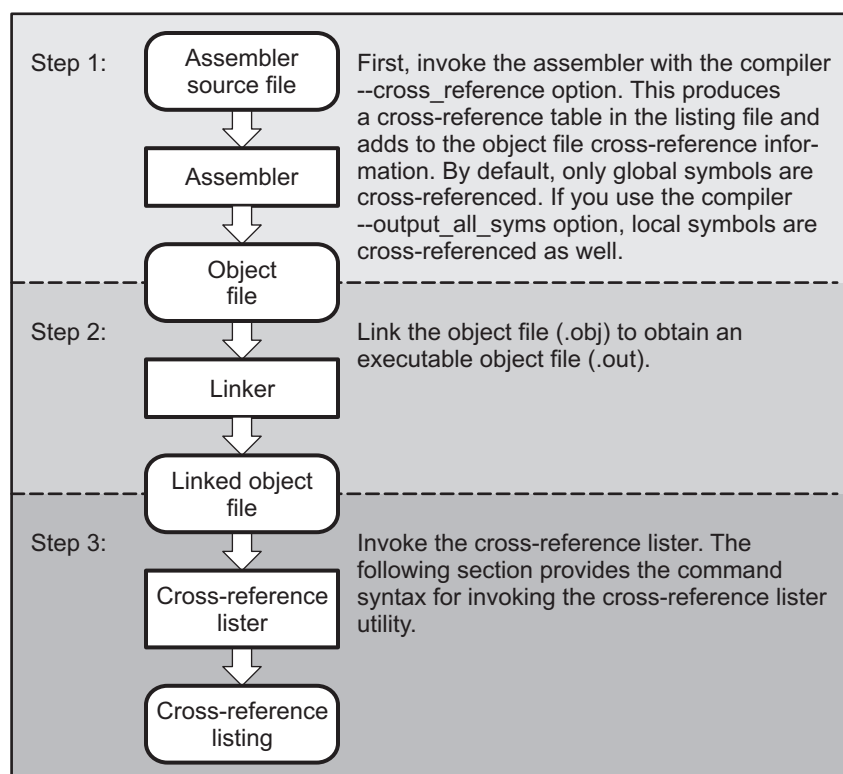 Step 1:
Assembler
source file
Assembler
Object
file
First, invoke the assembler with the compiler
--cross_reference option. This produces
a cross-reference table in the listing file and
adds to the object file cross-reference infor-
mation. By default, only global symbols are
cross-referenced. If you use the compiler
--output_all_syms option, local symbols are
cross-referenced as well.
Step 2:
Linker
Linked object
file
Link the object file (.obj) to obtain an
executable object file (.out).
Step 3:
Cross-reference
lister
Cross-reference
listing
Invoke the cross-reference lister. The
following section provides the command
syntax for invoking the cross-reference lister
utility.